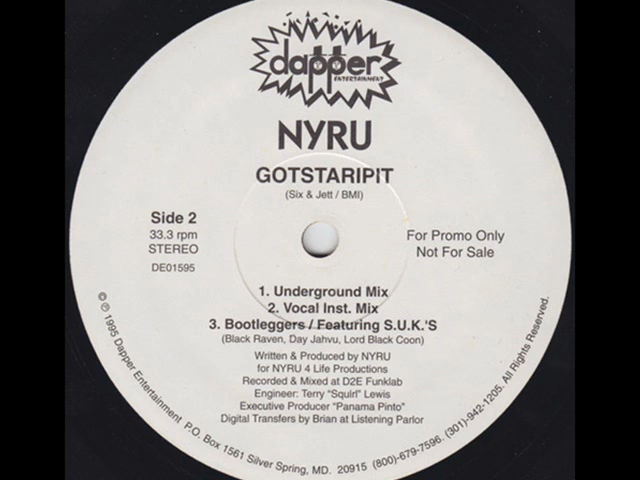 dapper
ENTERTAINMENT
NYRU
GOTSTARIPIT
(Six & Jett / BMI)
Side 2
33.3 rpm
STEREO
DE01595
For Promo Only
Not For Sale
1. Underground Mix
2. Vocal Inst. Mix
3. Bootleggers / Featuring S.U.K.'S
(Black Raven, Day Jahvu, Lord Black Coon)
Written & Produced by NYRU
for NYRU 4 Life Productions
Recorded & Mixed at D2E Funklab
Engineer: Terry "Squirl" Lewis
Executive Producer "Panama Pinto"
Digital Transfers by Brian at Listening Parlor
© ℗ 1995 Dapper Entertainment P.O. Box 1561 Silver Spring, MD. 20915 (800)-679-7596. (301)-942-1205. All Rights Reserved.